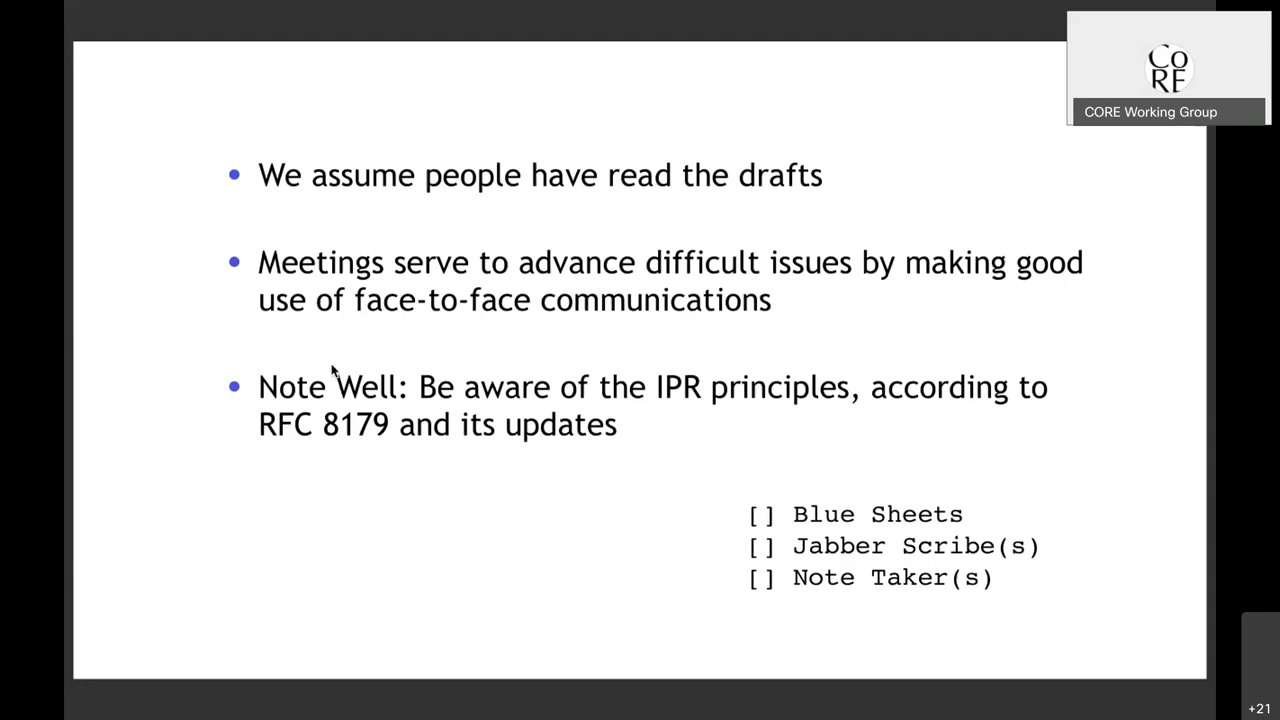 Co
RE
CORE Working Group
• We assume people have read the drafts
• Meetings serve to advance difficult issues by making good
use of face-to-face communications
• Note Well: Be aware of the IPR principles, according to
RFC 8179 and its updates
[] Blue Sheets
[] Jabber Scribe(s)
[] Note Taker(s)
+21